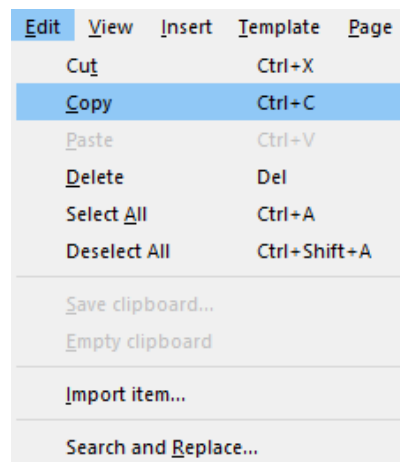 Edit View Insert Template Page
Cut Ctrl+X
Copy Ctrl+C
Paste Ctrl+V
Delete Del
Select All Ctrl+A
Deselect All Ctrl+Shift+A
Save clipboard...
Empty clipboard
Import item...
Search and Replace...